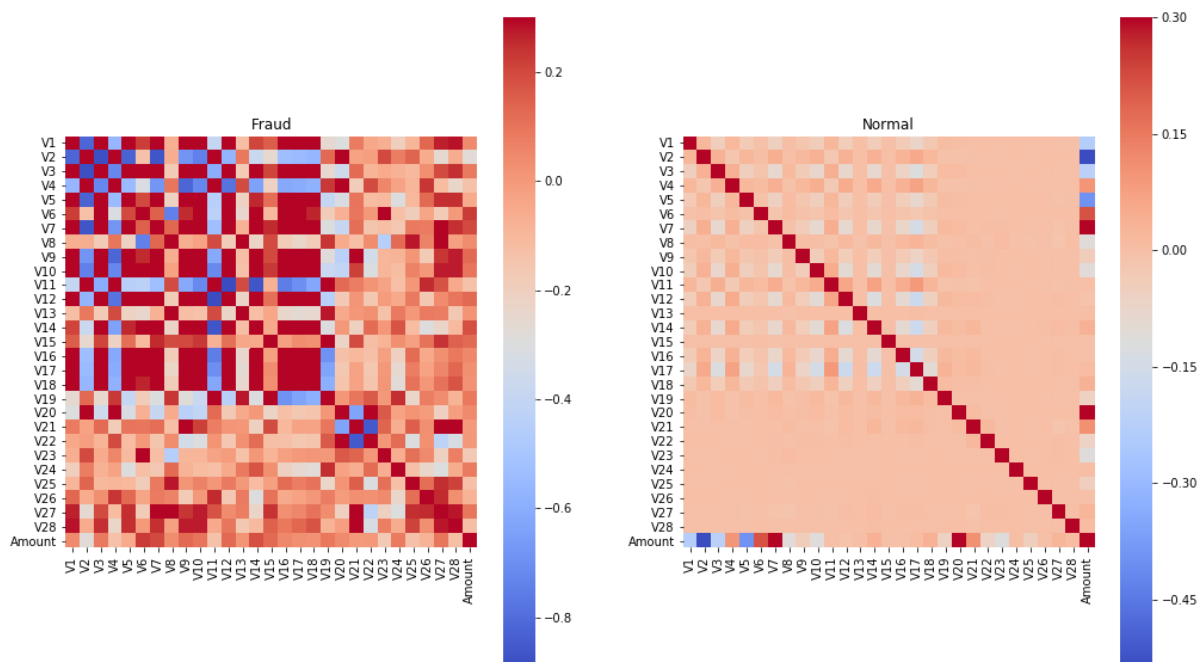 Fraud
V1
V2
V3
V4
V5
V6
V7
V8
V9
V10
V11
V12
V13
V14
V15
V16
V17
V18
V19
V20
V21
V22
V23
V24
V25
V26
V27
V28
Amount
V1 V2 V3 V4 V5 V6 V7 V8 V9 V10 V11 V12 V13 V14 V15 V16 V17 V18 V19 V20 V21 V22 V23 V24 V25 V26 V27 V28 Amount
0.2
0.0
−0.2
−0.4
−0.6
−0.8
Normal
V1
V2
V3
V4
V5
V6
V7
V8
V9
V10
V11
V12
V13
V14
V15
V16
V17
V18
V19
V20
V21
V22
V23
V24
V25
V26
V27
V28
Amount
V1 V2 V3 V4 V5 V6 V7 V8 V9 V10 V11 V12 V13 V14 V15 V16 V17 V18 V19 V20 V21 V22 V23 V24 V25 V26 V27 V28 Amount
0.30
0.15
0.00
−0.15
−0.30
−0.45